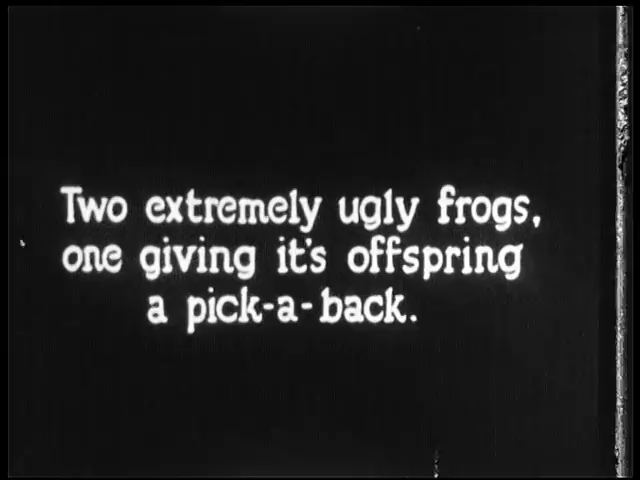 Two extremely ugly frogs,
one giving it's offspring
a pick-a-back.